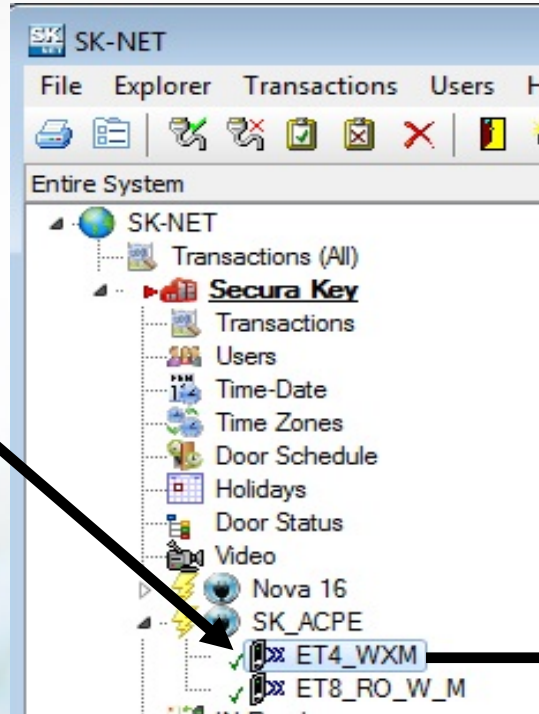 SK-NET
File Explorer Transactions Users H
Entire System
SK-NET
Transactions (All)
Secura Key
Transactions
Users
Time-Date
Time Zones
Door Schedule
Holidays
Door Status
Video
Nova 16
SK_ACPE
ET4_WXM
ET8_RO_W_M